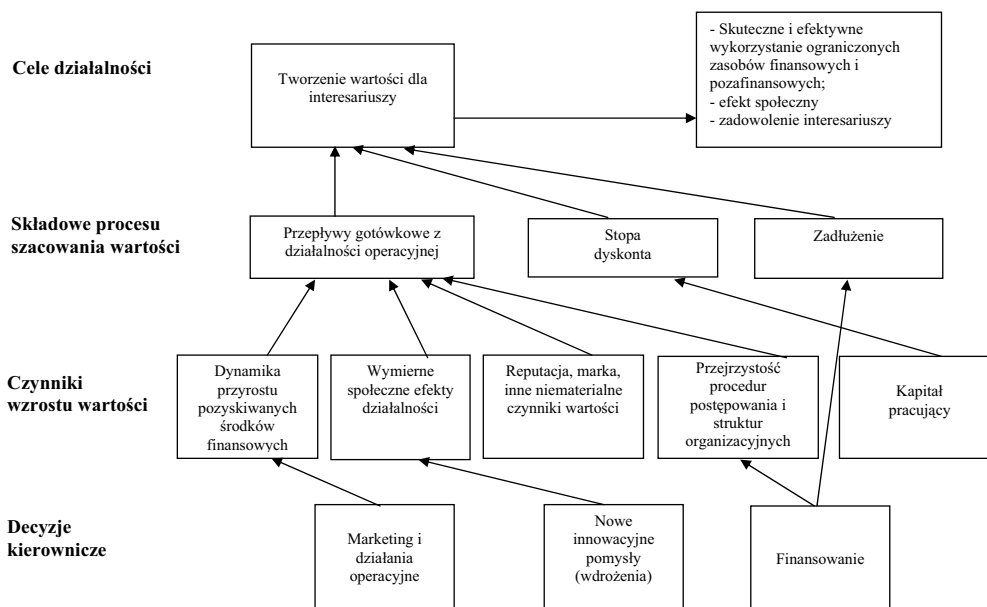 Cele działalności
Tworzenie wartości dla
interesariuszy
- Skuteczne i efektywne
wykorzystanie ograniczonych
zasobów finansowych i
pozafinansowych;
- efekt społeczny
- zadowolenie interesariuszy
Składowe procesu
szacowania wartości
Przepływy gotówkowe z
działalności operacyjnej
Stopa
dyskonta
Zadłużenie
Czynniki
wzrostu wartości
Dynamika
przyrostu
pozyskiwanych
środków
finansowych
Wymierne
społeczne efekty
działalności
Reputacja, marka,
inne niematerialne
czynniki wartości
Przejrzystość
procedur
postępowania i
struktur
organizacyjnych
Kapitał
pracujący
Decyzje
kierownicze
Marketing i
działania
operacyjne
Nowe
innowacyjne
pomysły
(wdrożenia)
Finansowanie